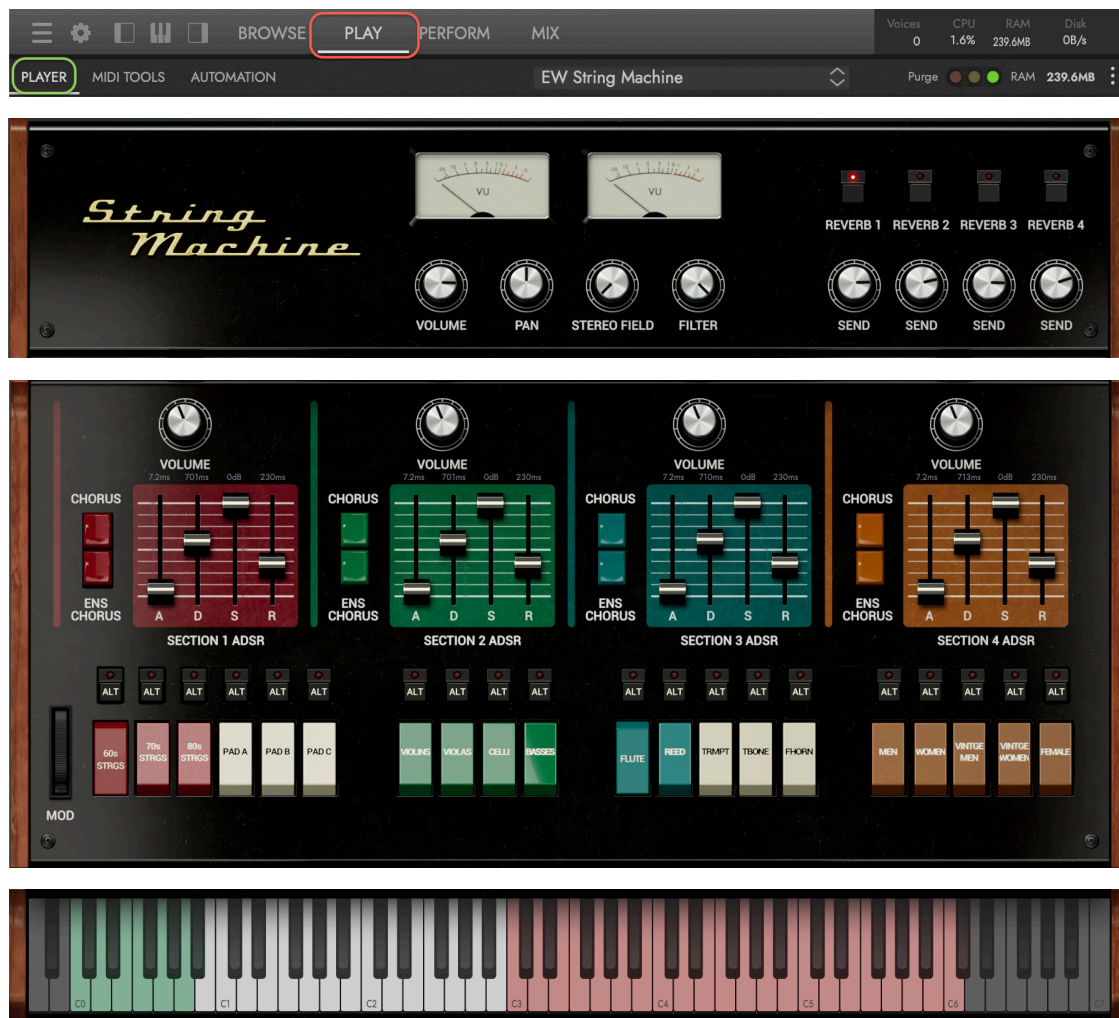 BROWSE PLAY PERFORM MIX
Voices CPU RAM Disk
0 1.6% 239.6MB 0B/s
PLAYER MIDI TOOLS AUTOMATION EW String Machine Purge RAM 239.6MB
String
Machine
VU VU
REVERB 1 REVERB 2 REVERB 3 REVERB 4
VOLUME PAN STEREO FIELD FILTER SEND SEND SEND SEND
VOLUME VOLUME VOLUME VOLUME
7.2ms 701ms 0dB 230ms 7.2ms 701ms 0dB 230ms 7.2ms 710ms 0dB 230ms 7.2ms 713ms 0dB 230ms
CHORUS CHORUS CHORUS CHORUS
ENS ENS ENS ENS
CHORUS CHORUS CHORUS CHORUS
A D S R A D S R A D S R A D S R
SECTION 1 ADSR SECTION 2 ADSR SECTION 3 ADSR SECTION 4 ADSR
ALT ALT ALT ALT ALT ALT ALT ALT ALT ALT ALT ALT ALT ALT ALT ALT ALT ALT ALT ALT
60s STRGS 70s STRGS 80s STRGS PAD A PAD B PAD C VIOLINS VIOLAS CELLI BASSES FLUTE REED TRMPT TBONE FHORN MEN WOMEN VINTGE MEN VINTGE WOMEN FEMALE
MOD
C0 C1 C2 C3 C4 C5 C6 C7